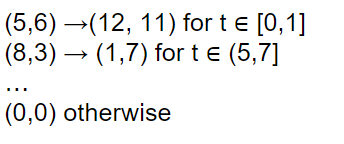 (5,6) →(12, 11) for t ∈ [0,1]
(8,3) → (1,7) for t ∈ (5,7]
...
(0,0) otherwise